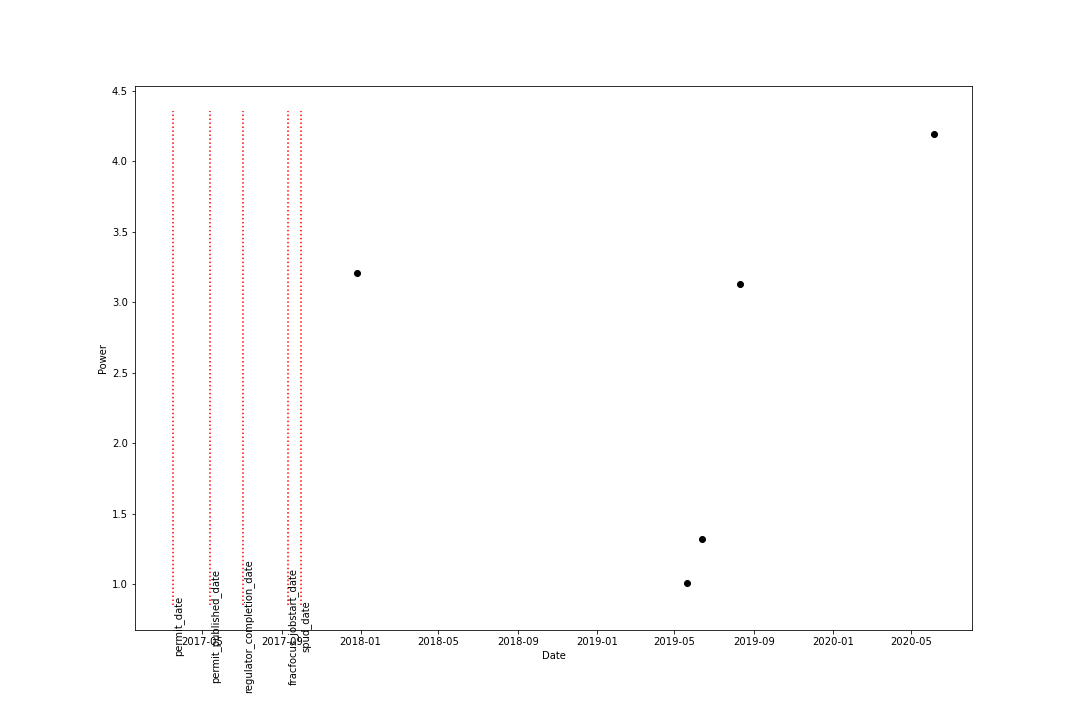 4.5
4.0
3.5
3.0
2.5
2.0
1.5
1.0
Power
permit_date
permit_published_date
regulator_completion_date
fracfocus_jobstart_date
spud_date
2017-05
2017-09
2018-01
2018-05
2018-09
2019-01
2019-05
2019-09
2020-01
2020-05
Date